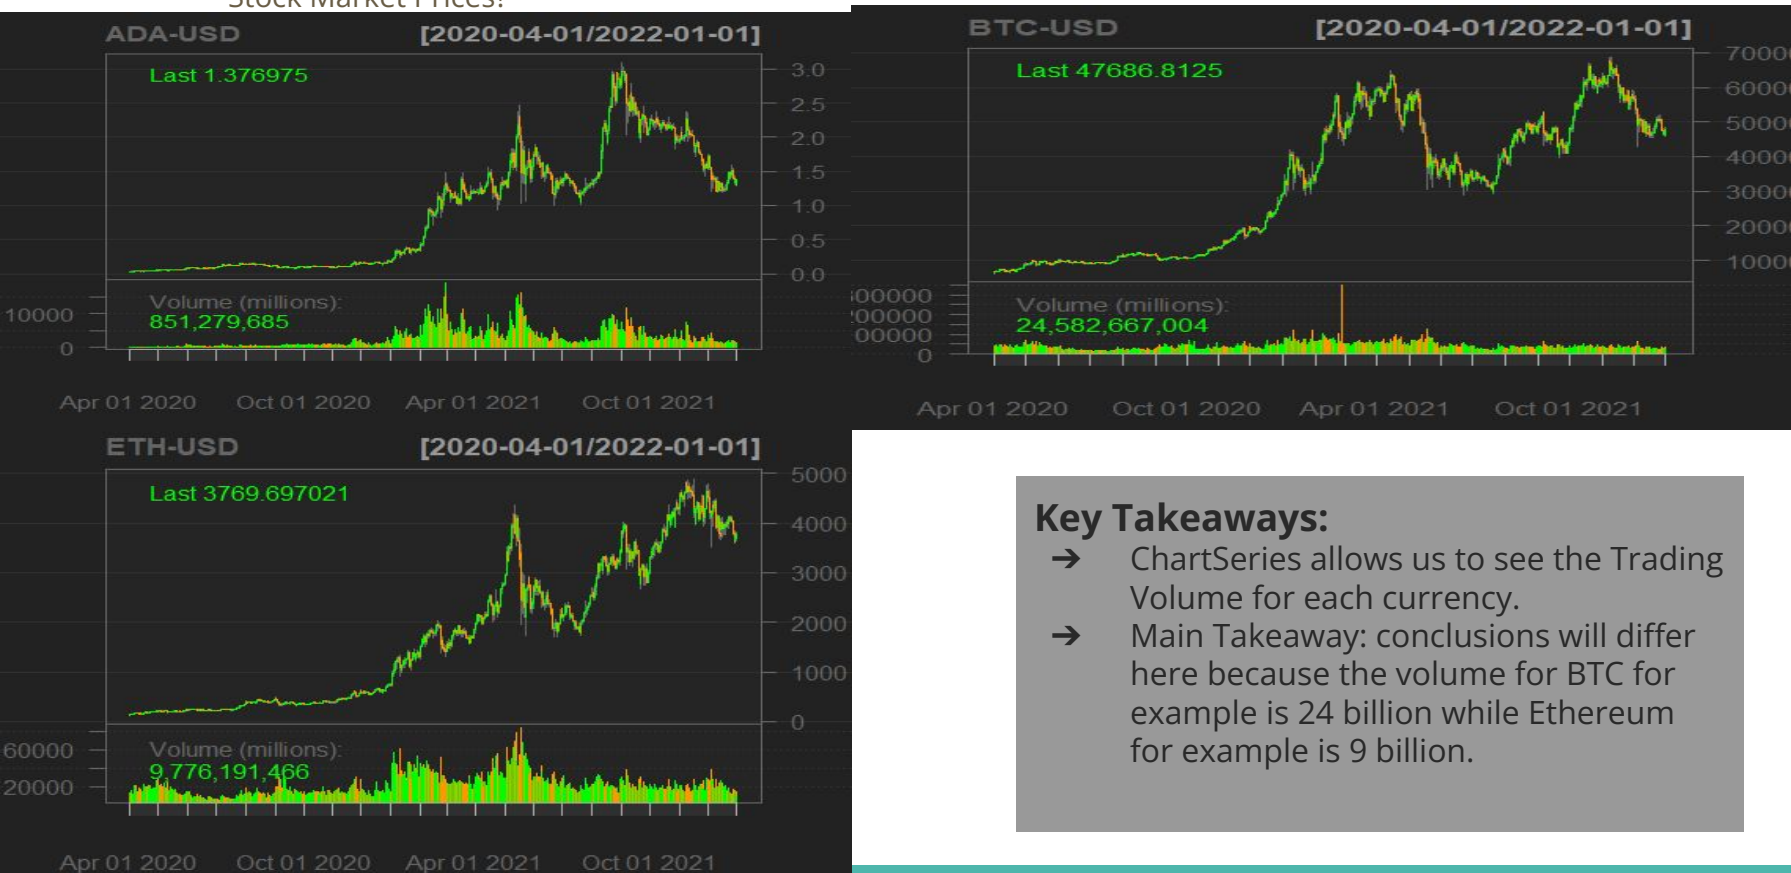 Stock Market Prices?
ADA-USD [2020-04-01/2022-01-01]
Last 1.376975
3.0
2.5
2.0
1.5
1.0
0.5
0.0
Volume (millions):
851,279,685
10000
0
Apr 01 2020 Oct 01 2020 Apr 01 2021 Oct 01 2021
BTC-USD [2020-04-01/2022-01-01]
Last 47686.8125
Volume (millions):
24,582,667,004
0
Apr 01 2020 Oct 01 2020 Apr 01 2021 Oct 01 2021
ETH-USD [2020-04-01/2022-01-01]
Last 3769.697021
5000
4000
3000
2000
1000
0
Volume (millions):
9,776,191,466
60000
20000
Apr 01 2020 Oct 01 2020 Apr 01 2021 Oct 01 2021
Key Takeaways:
➔ ChartSeries allows us to see the Trading
Volume for each currency.
➔ Main Takeaway: conclusions will differ
here because the volume for BTC for
example is 24 billion while Ethereum
for example is 9 billion.